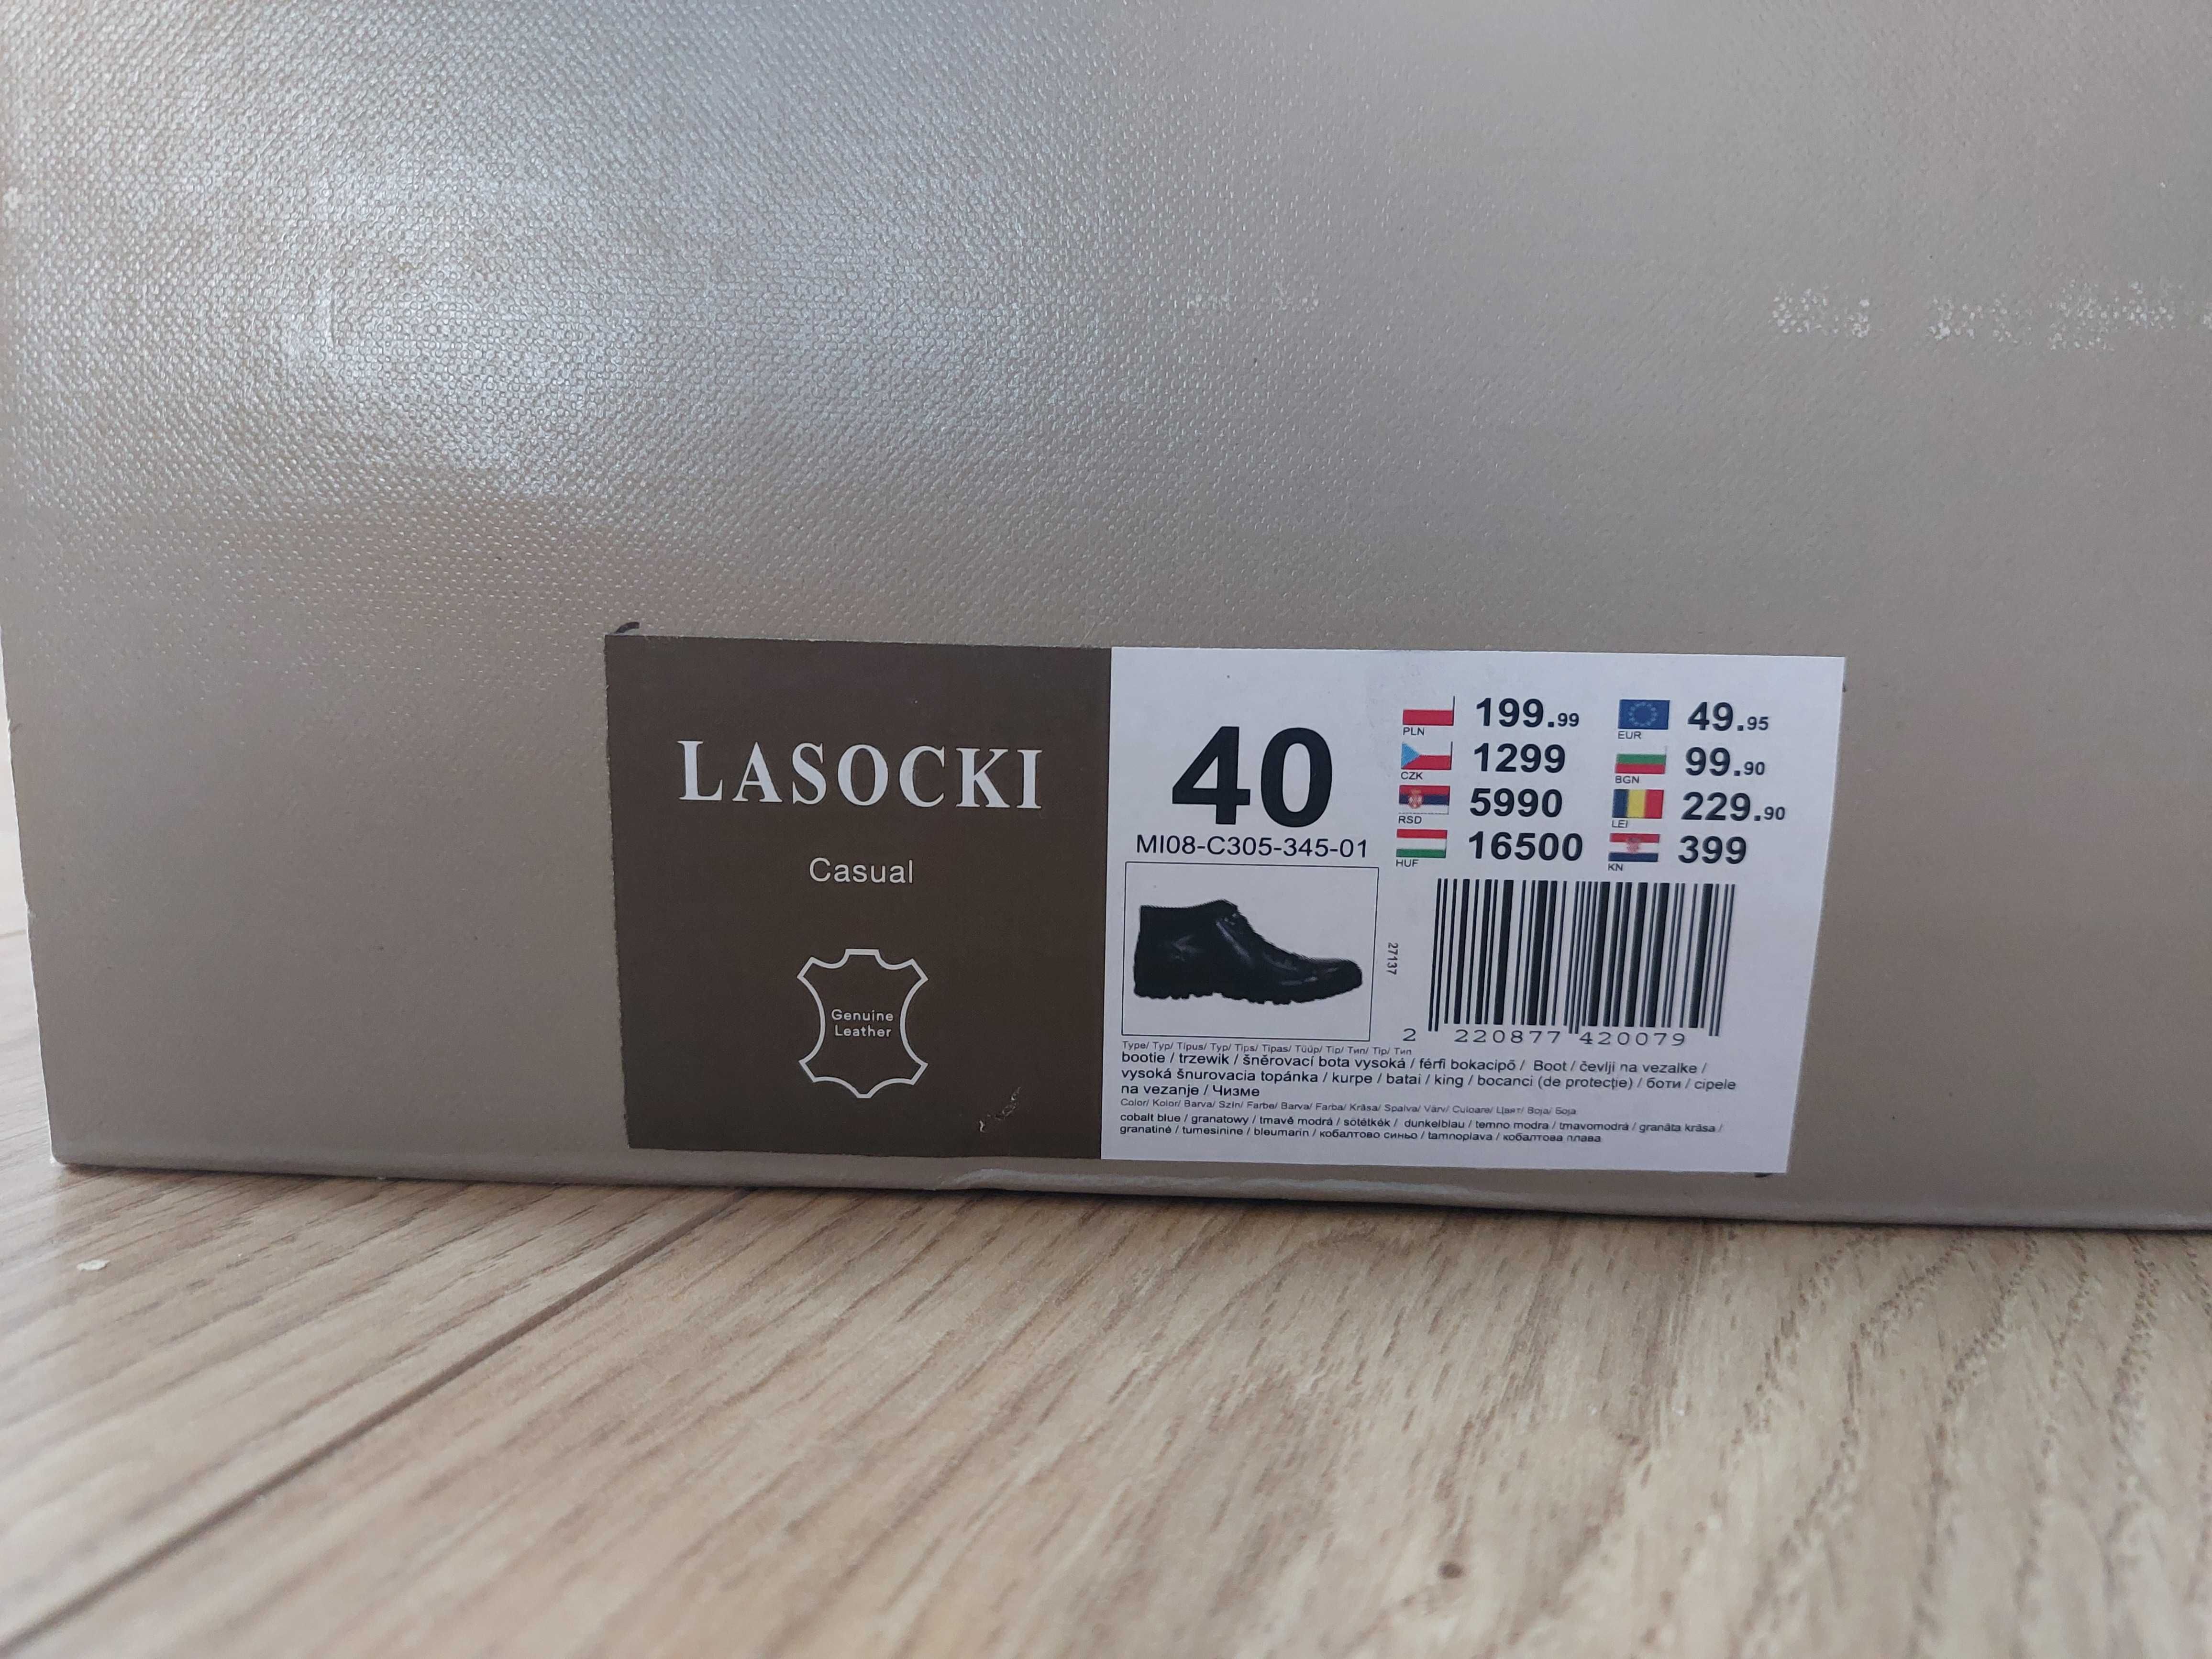 LASOCKI
Casual
Genuine
Leather
40
MI08-C305-345-01
PLN 199.99
EUR 49.95
CZK 1299
BGN 99.90
RSD 5990
LEI 229.90
HUF 16500
KN 399
27137
2 220877 420079
Type/ Typ/ Típus/ Typ/ Tips/ Tipas/ Tüüp/ Tip/ Тип/ Tip/ Тип
bootie / trzewik / šněrovací bota vysoká / férfi bokacipő / Boot / čevlji na vezalke /
vysoká šnurovacia topánka / kurpe / batai / king / bocanci (de protecţie) / боти / cipele
na vezanje / Чизме
Color/ Kolor/ Barva/ Szín/ Farbe/ Barva/ Farba/ Krāsa/ Spalva/ Värv/ Culoare/ Цвят/ Boja/ Боја
cobalt blue / granatowy / tmavě modrá / sötétkék / dunkelblau / temno modra / tmavomodrá / granāta krāsa /
granatinė / tumesinine / bleumarin / кобалтово синьо / tamnoplava / кобалтова плава